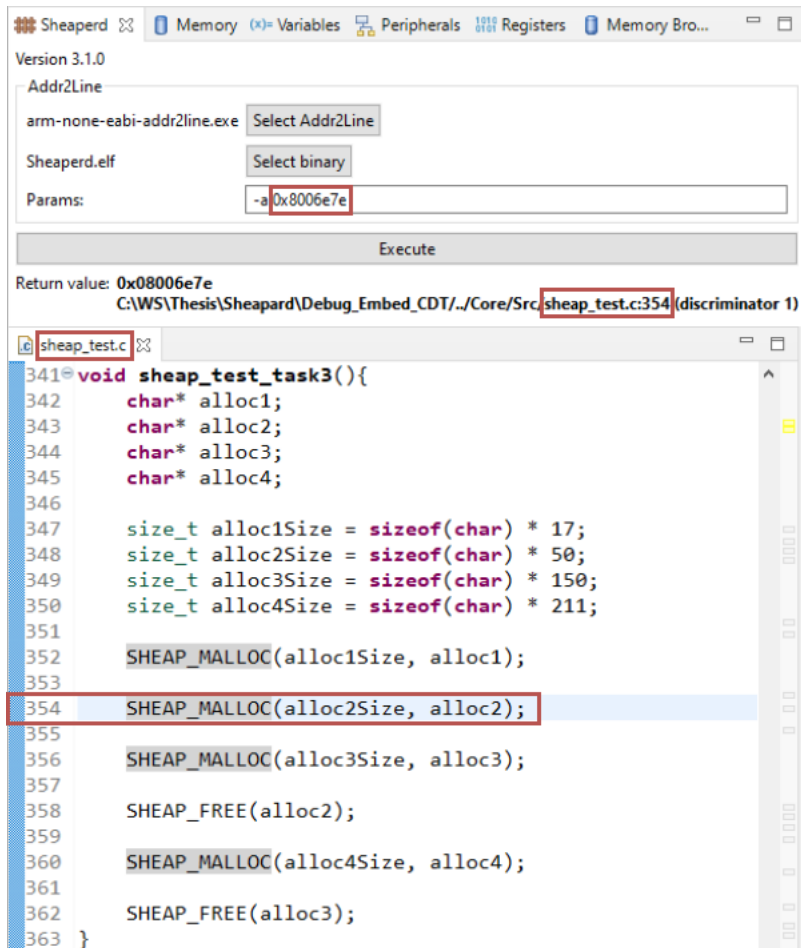 Sheaperd Memory (x)= Variables Peripherals 1010 0101 Registers Memory Bro...
Version 3.1.0
Addr2Line
arm-none-eabi-addr2line.exe Select Addr2Line
Sheaperd.elf Select binary
Params: -a 0x8006e7e
Execute
Return value: 0x08006e7e
C:\WS\Thesis\Sheapard\Debug_Embed_CDT/../Core/Src/sheap_test.c:354 (discriminator 1)
.c sheap_test.c
341 void sheap_test_task3(){
342 char* alloc1;
343 char* alloc2;
344 char* alloc3;
345 char* alloc4;
346
347 size_t alloc1Size = sizeof(char) * 17;
348 size_t alloc2Size = sizeof(char) * 50;
349 size_t alloc3Size = sizeof(char) * 150;
350 size_t alloc4Size = sizeof(char) * 211;
351
352 SHEAP_MALLOC(alloc1Size, alloc1);
353
354 SHEAP_MALLOC(alloc2Size, alloc2);
355
356 SHEAP_MALLOC(alloc3Size, alloc3);
357
358 SHEAP_FREE(alloc2);
359
360 SHEAP_MALLOC(alloc4Size, alloc4);
361
362 SHEAP_FREE(alloc3);
363 }